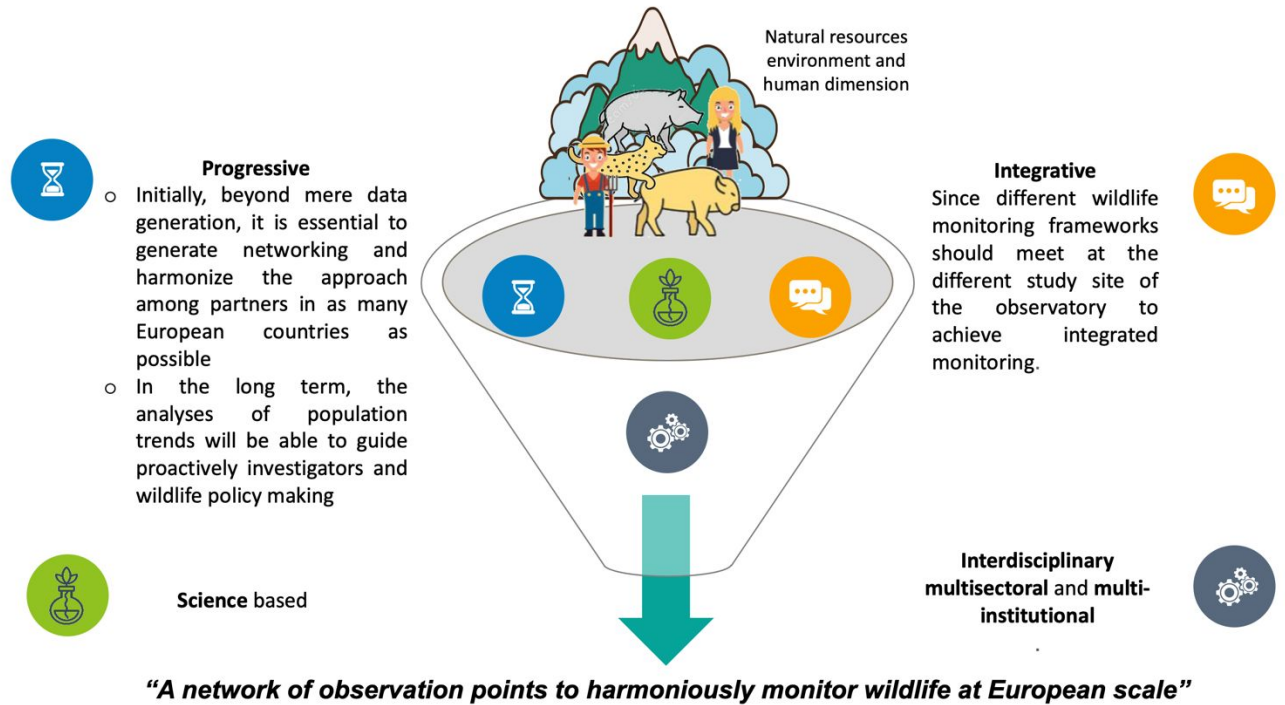 Natural resources
environment and
human dimension
Progressive
o Initially, beyond mere data
generation, it is essential to
generate networking and
harmonize the approach
among partners in as many
European countries as
possible
o In the long term, the
analyses of population
trends will be able to guide
proactively investigators and
wildlife policy making
Science based
Integrative
Since different wildlife
monitoring frameworks
should meet at the
different study site of
the observatory to
achieve integrated
monitoring.
Interdisciplinary
multisectoral and multi-
institutional
.
“A network of observation points to harmoniously monitor wildlife at European scale”